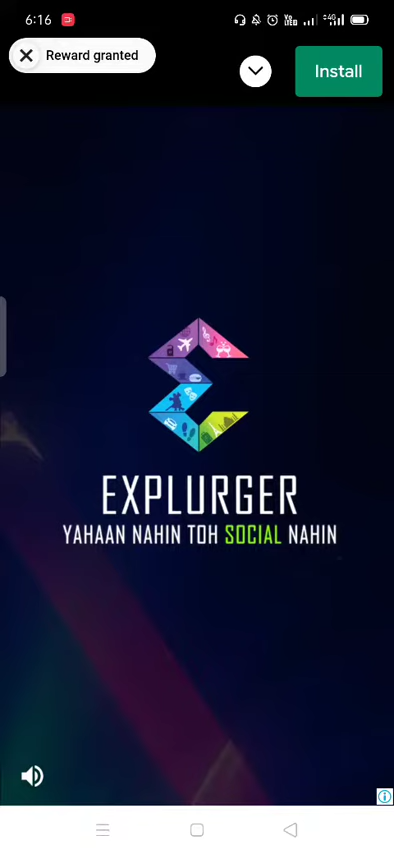 6:16
Reward granted
Install
EXPLURGER
YAHAAN NAHIN TOH SOCIAL NAHIN